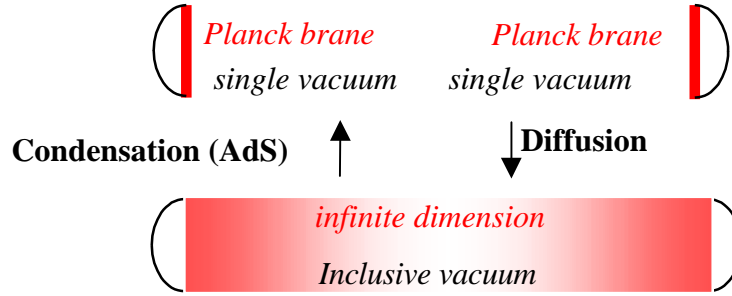 Planck brane Planck brane
single vacuum single vacuum
Condensation (AdS) Diffusion
infinite dimension
Inclusive vacuum